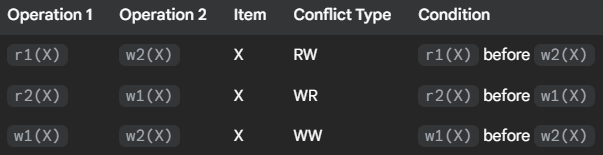 Operation 1 Operation 2 Item Conflict Type Condition
r1(X) w2(X) X RW r1(X) before w2(X)
r2(X) w1(X) X WR r2(X) before w1(X)
w1(X) w2(X) X WW w1(X) before w2(X)